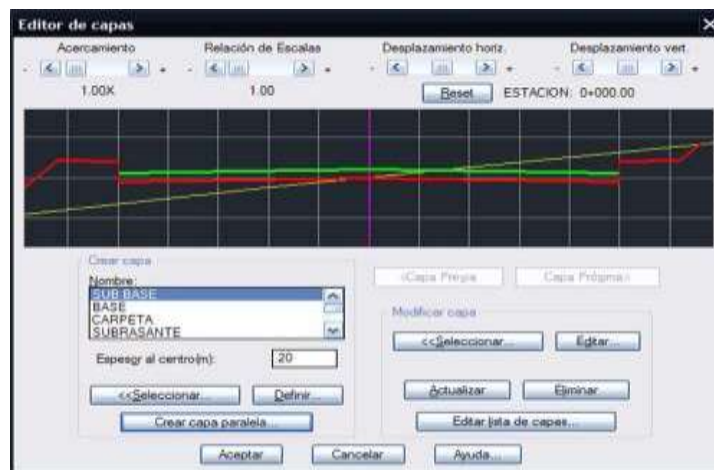 Editor de capas
Acercamiento Relación de Escalas Desplazamiento horiz. Desplazamiento vert.
- + - + - + - +
1.00X 1.00 Reset ESTACION: 0+000.00
Crear capa
Nombre:
SUB BASE
BASE
CARPETA
SUBRASANTE
Espesor al centro(m): 20
<<Seleccionar... Definir...
Crear capa paralela...
<Capa Previa Capa Próxima>
Modificar capa
<<Seleccionar... Editar...
Actualizar Eliminar
Editar lista de capas...
Aceptar Cancelar Ayuda...